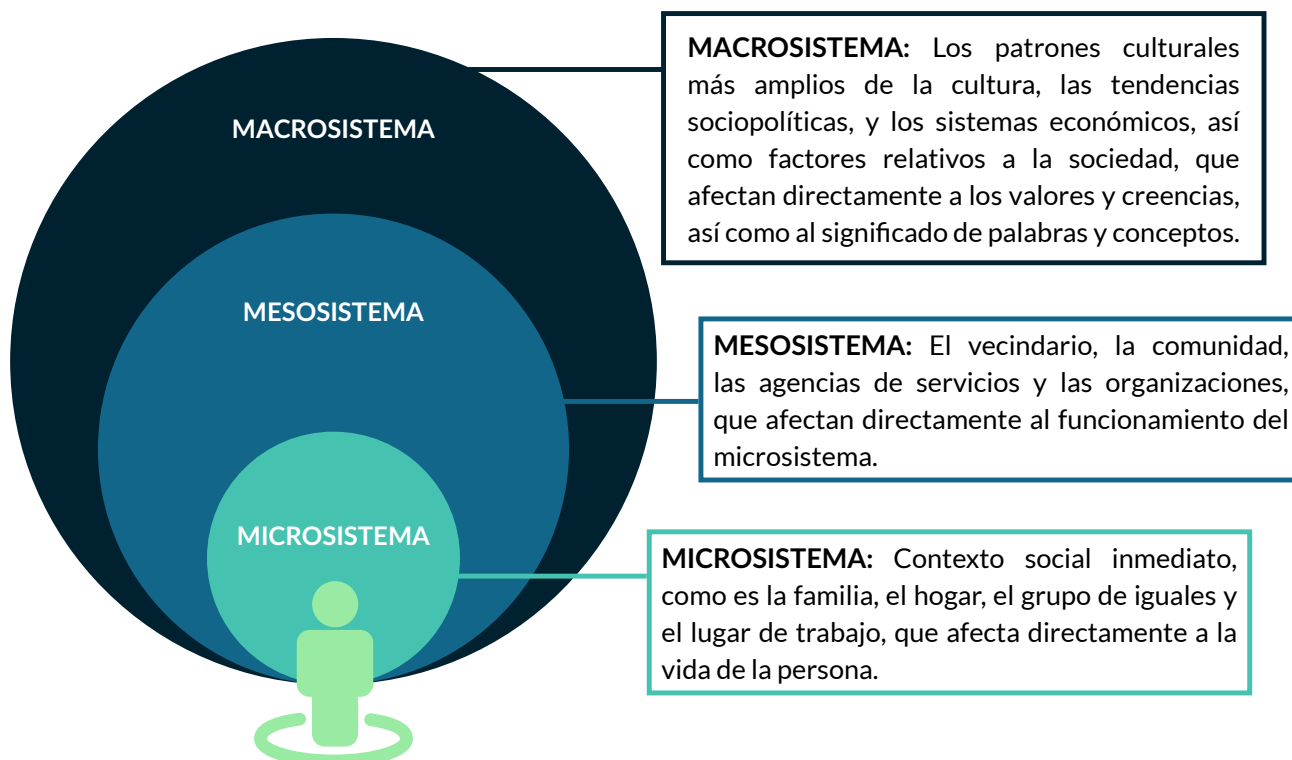 MACROSISTEMA
MACROSISTEMA: Los patrones culturales
más amplios de la cultura, las tendencias
sociopolíticas, y los sistemas económicos, así
como factores relativos a la sociedad, que
afectan directamente a los valores y creencias,
así como al significado de palabras y conceptos.
MESOSISTEMA
MESOSISTEMA: El vecindario, la comunidad,
las agencias de servicios y las organizaciones,
que afectan directamente al funcionamiento del
microsistema.
MICROSISTEMA
MICROSISTEMA: Contexto social inmediato,
como es la familia, el hogar, el grupo de iguales y
el lugar de trabajo, que afecta directamente a la
vida de la persona.